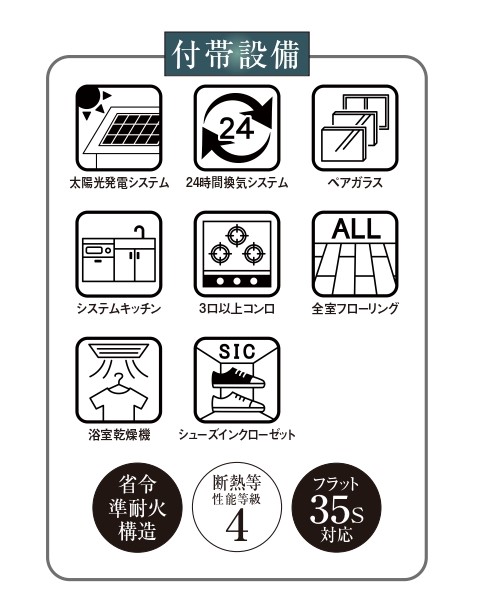 付帯設備
太陽光発電システム
24
24時間換気システム
ペアガラス
システムキッチン
3口以上コンロ
ALL
全室フローリング
浴室乾燥機
SIC
シューズインクローゼット
省令
準耐火
構造
断熱等
性能等級
4
フラット
35S
対応